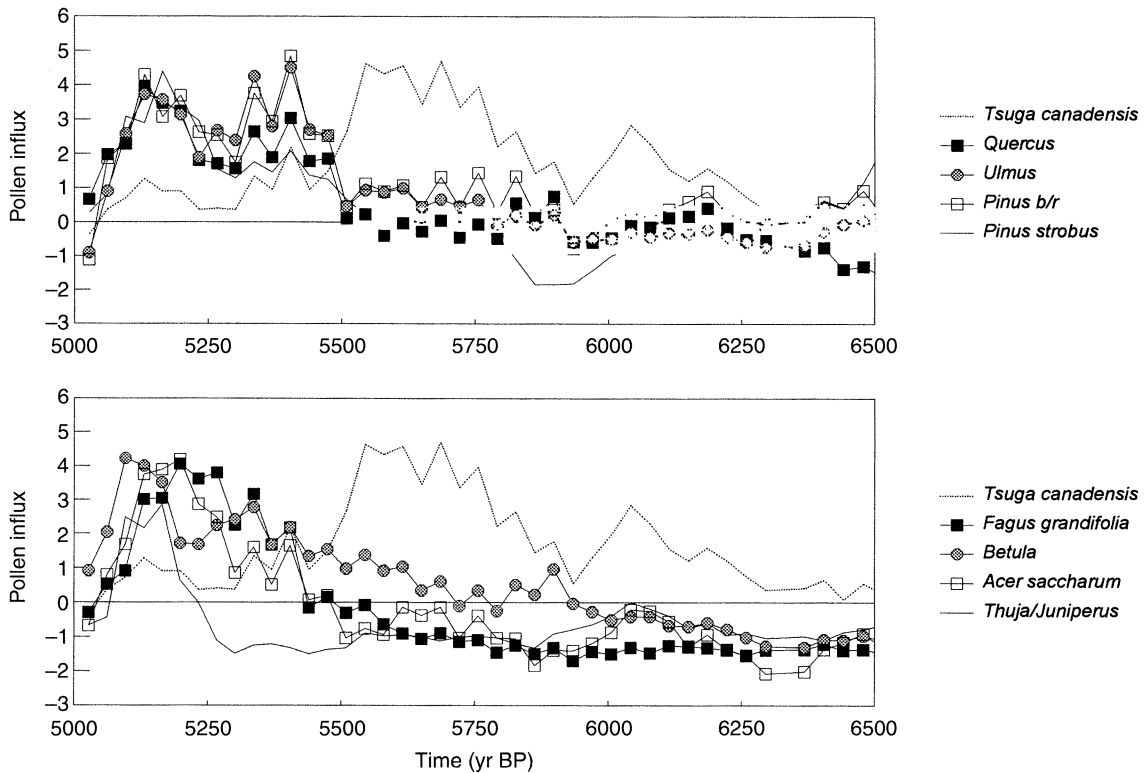 6
5
4
3
2
1
0
–1
–2
–3
Pollen influx
5000 5250 5500 5750 6000 6250 6500
Tsuga canadensis
Quercus
Ulmus
Pinus b/r
Pinus strobus
6
5
4
3
2
1
0
–1
–2
–3
Pollen influx
5000 5250 5500 5750 6000 6250 6500
Time (yr BP)
Tsuga canadensis
Fagus grandifolia
Betula
Acer saccharum
Thuja/Juniperus